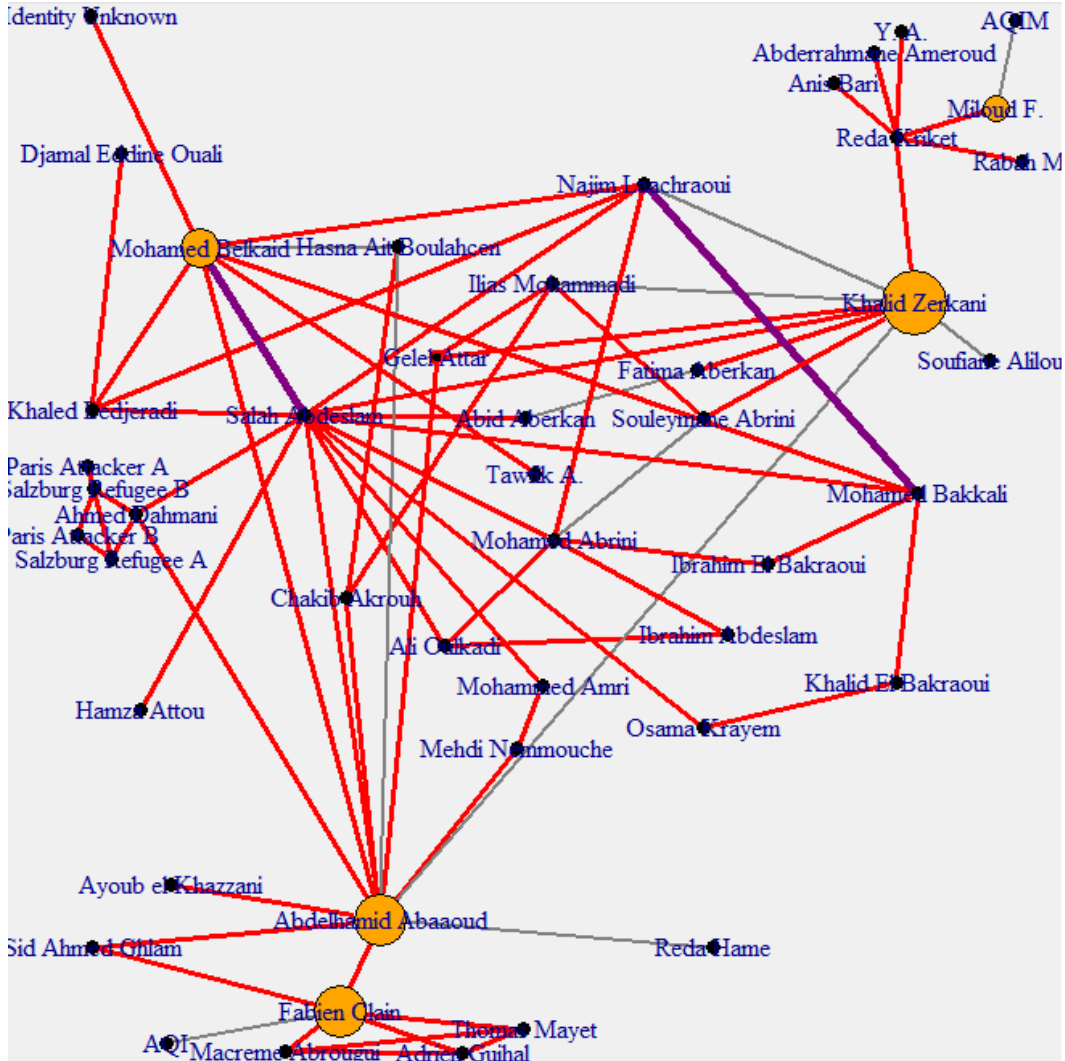 Identity Unknown
AQIM
Y. A.
Abderrahmane Ameroud
Anis Bari
Miloud F.
Reda Kriket
Rabah M
Djamal Eddine Ouali
Najim Laachraoui
Mohamed Belkaid
Hasna Ait Boulahcen
Ilias Mohammadi
Khalid Zerkani
Gelel Attar
Fatima Aberkan
Soufiane Alilou
Khaled Ledjeradi
Salah Abdeslam
Abid Aberkan
Souleymane Abrini
Paris Attacker A
Salzburg Refugee B
Tawfik A.
Mohamed Bakkali
Ahmed Dahmani
Paris Attacker B
Salzburg Refugee A
Mohamed Abrini
Ibrahim El Bakraoui
Chakib Akrouh
Ali Oulkadi
Ibrahim Abdeslam
Mohammed Amri
Khalid El Bakraoui
Hamza Attou
Osama Krayem
Mehdi Nemmouche
Ayoub el Khazzani
Abdelhamid Abaaoud
Sid Ahmed Ghlam
Reda Hame
Fabien Clain
Thomas Mayet
AQI
Macreme Abrougui
Adrien Guihal